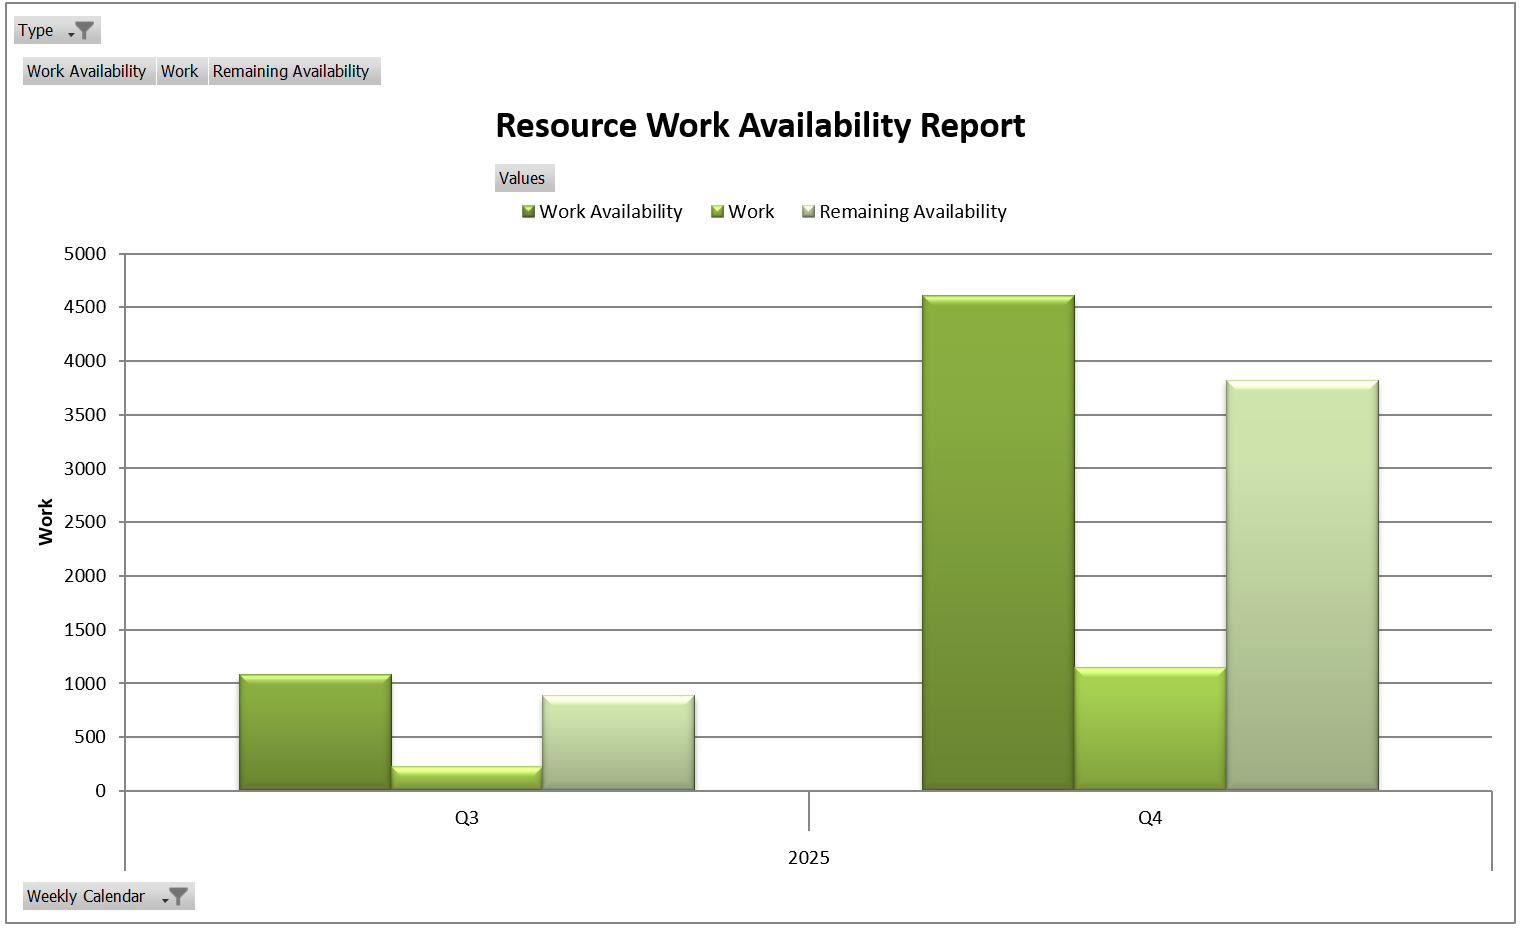 Type
Work Availability Work Remaining Availability
Resource Work Availability Report
Values
Work Availability Work Remaining Availability
5000
4500
4000
3500
3000
2500
2000
1500
1000
500
0
Work
Q3 Q4
2025
Weekly Calendar